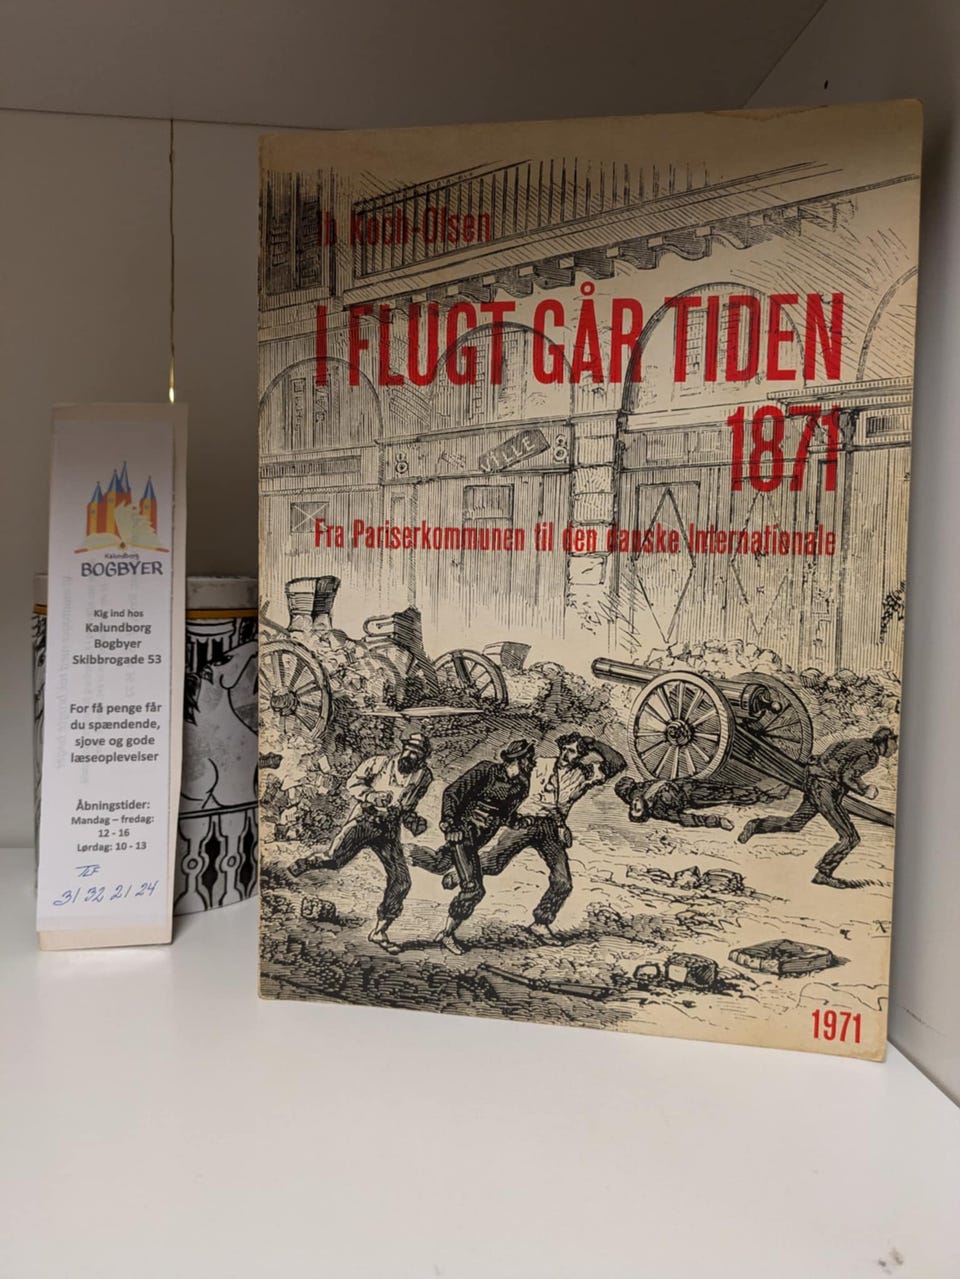 Kalundborg
BOGBYER
Kig ind hos
Kalundborg
Bogbyer
Skibbrogade 53
For få penge får
du spændende,
sjove og gode
læseoplevelser
Åbningstider:
Mandag – fredag:
12 - 16
Lørdag: 10 - 13
TLF
31 32 21 24
Ib Koch-Olsen
I FLUGT GÅR TIDEN
1871
VILLE
Fra Pariserkommunen til den danske Internationale
1971